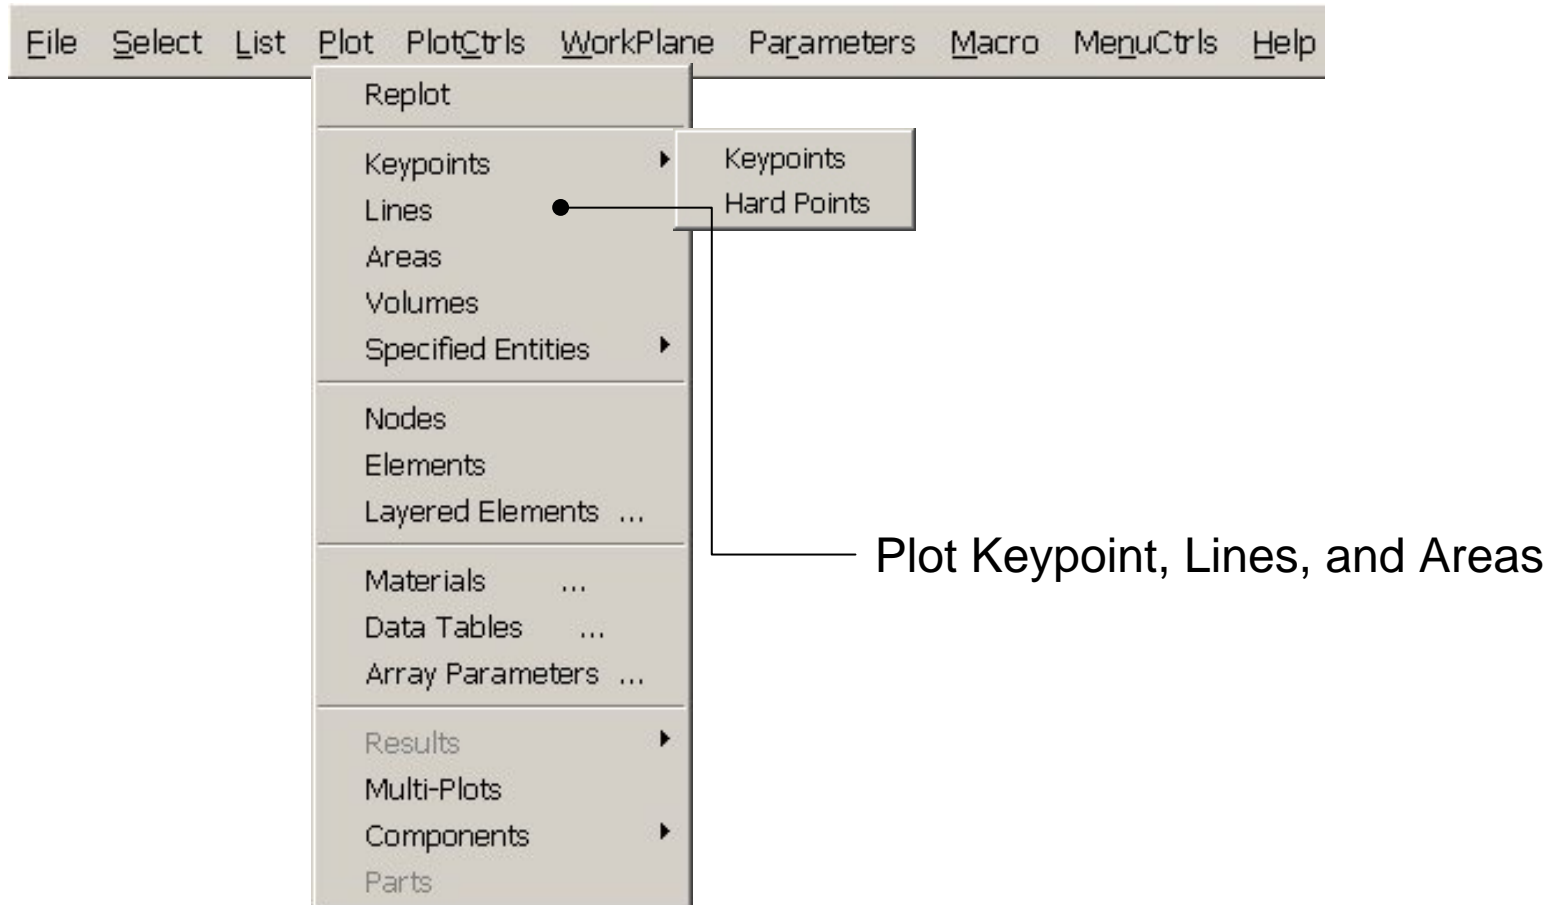 File Select List Plot PlotCtrls WorkPlane Parameters Macro MenuCtrls Help
Replot
Keypoints
Lines
Areas
Volumes
Specified Entities
Keypoints
Hard Points
Nodes
Elements
Layered Elements ...
Materials ...
Data Tables ...
Array Parameters ...
Results
Multi-Plots
Components
Parts
Plot Keypoint, Lines, and Areas